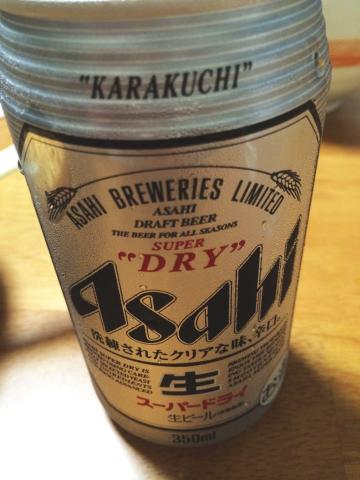 "KARAKUCHI"
ASAHI BREWERIES LIMITED
ASAHI
DRAFT BEER
THE BEER FOR ALL SEASONS
SUPER
"DRY"
Asahi
洗練されたクリアな味、辛口。
生
スーパードライ
生ビール
350ml